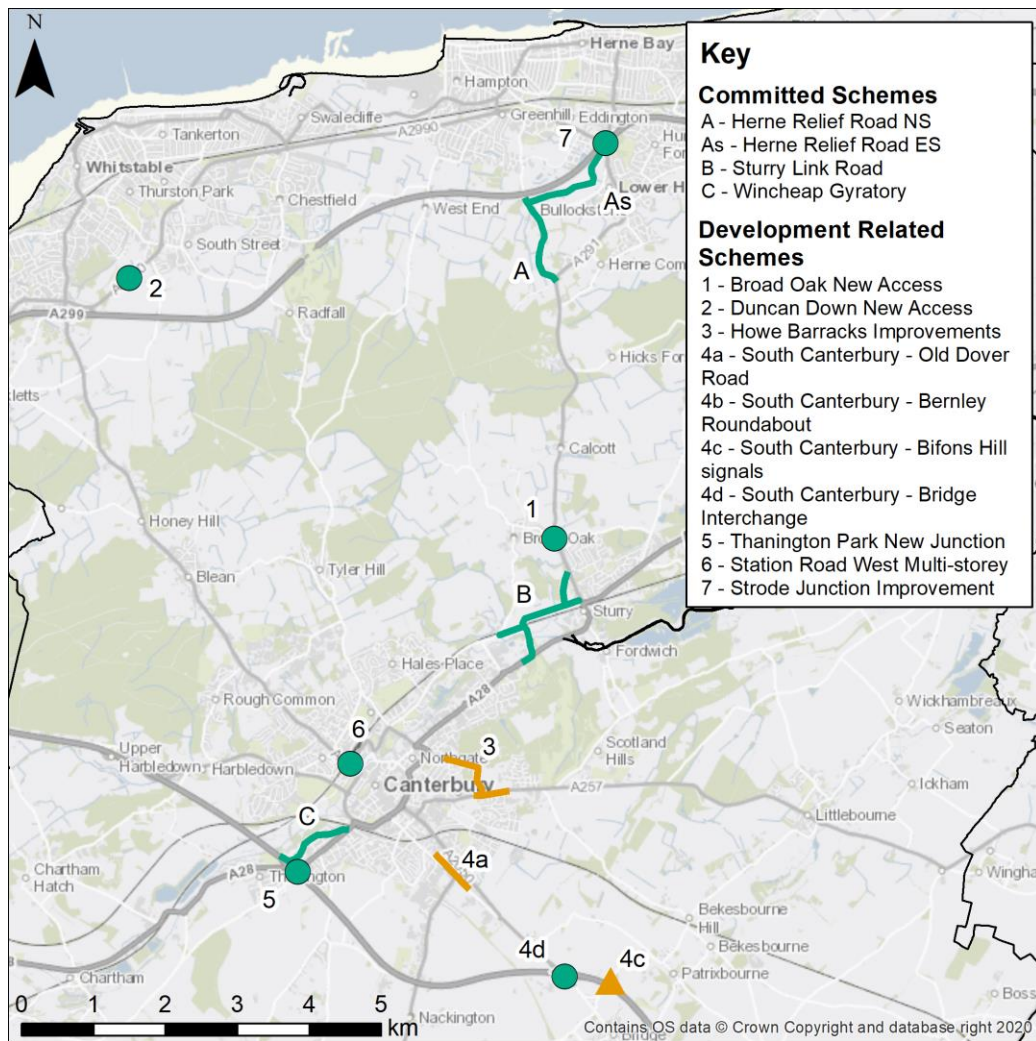 N
Key
Committed Schemes
A - Herne Relief Road NS
As - Herne Relief Road ES
B - Sturry Link Road
C - Wincheap Gyratory
Development Related
Schemes
1 - Broad Oak New Access
2 - Duncan Down New Access
3 - Howe Barracks Improvements
4a - South Canterbury - Old Dover
Road
4b - South Canterbury - Bernley
Roundabout
4c - South Canterbury - Bifons Hill
signals
4d - South Canterbury - Bridge
Interchange
5 - Thanington Park New Junction
6 - Station Road West Multi-storey
7 - Strode Junction Improvement
Herne Bay
Hampton
Swalecliffe
Greenhill
Eddington
Tankerton
A2990
7
Whitstable
Thurston Park
Chestfield
Lower
As
West End
South Street
A
A291
Herne
2
A299
Radfall
Hicks
Calcott
1
Honey Hill
Blean
Tyler Hill
B
Sturry
Fordwich
Hales Place
Rough Common
A28
Wickhambreaux
Seaton
6
Upper
Harbledown
Harbledown
3
Scotland
Hills
Canterbury
A257
Ickham
Littlebourne
C
Chartham
Hatch
A28
4a
5
Bekesbourne
Hill
Bekesbourne
4d
4c
Patrixbourne
Chartham
Nackington
Bridge
0 1 2 3 4 5
km
Contains OS data © Crown Copyright and database right 2020